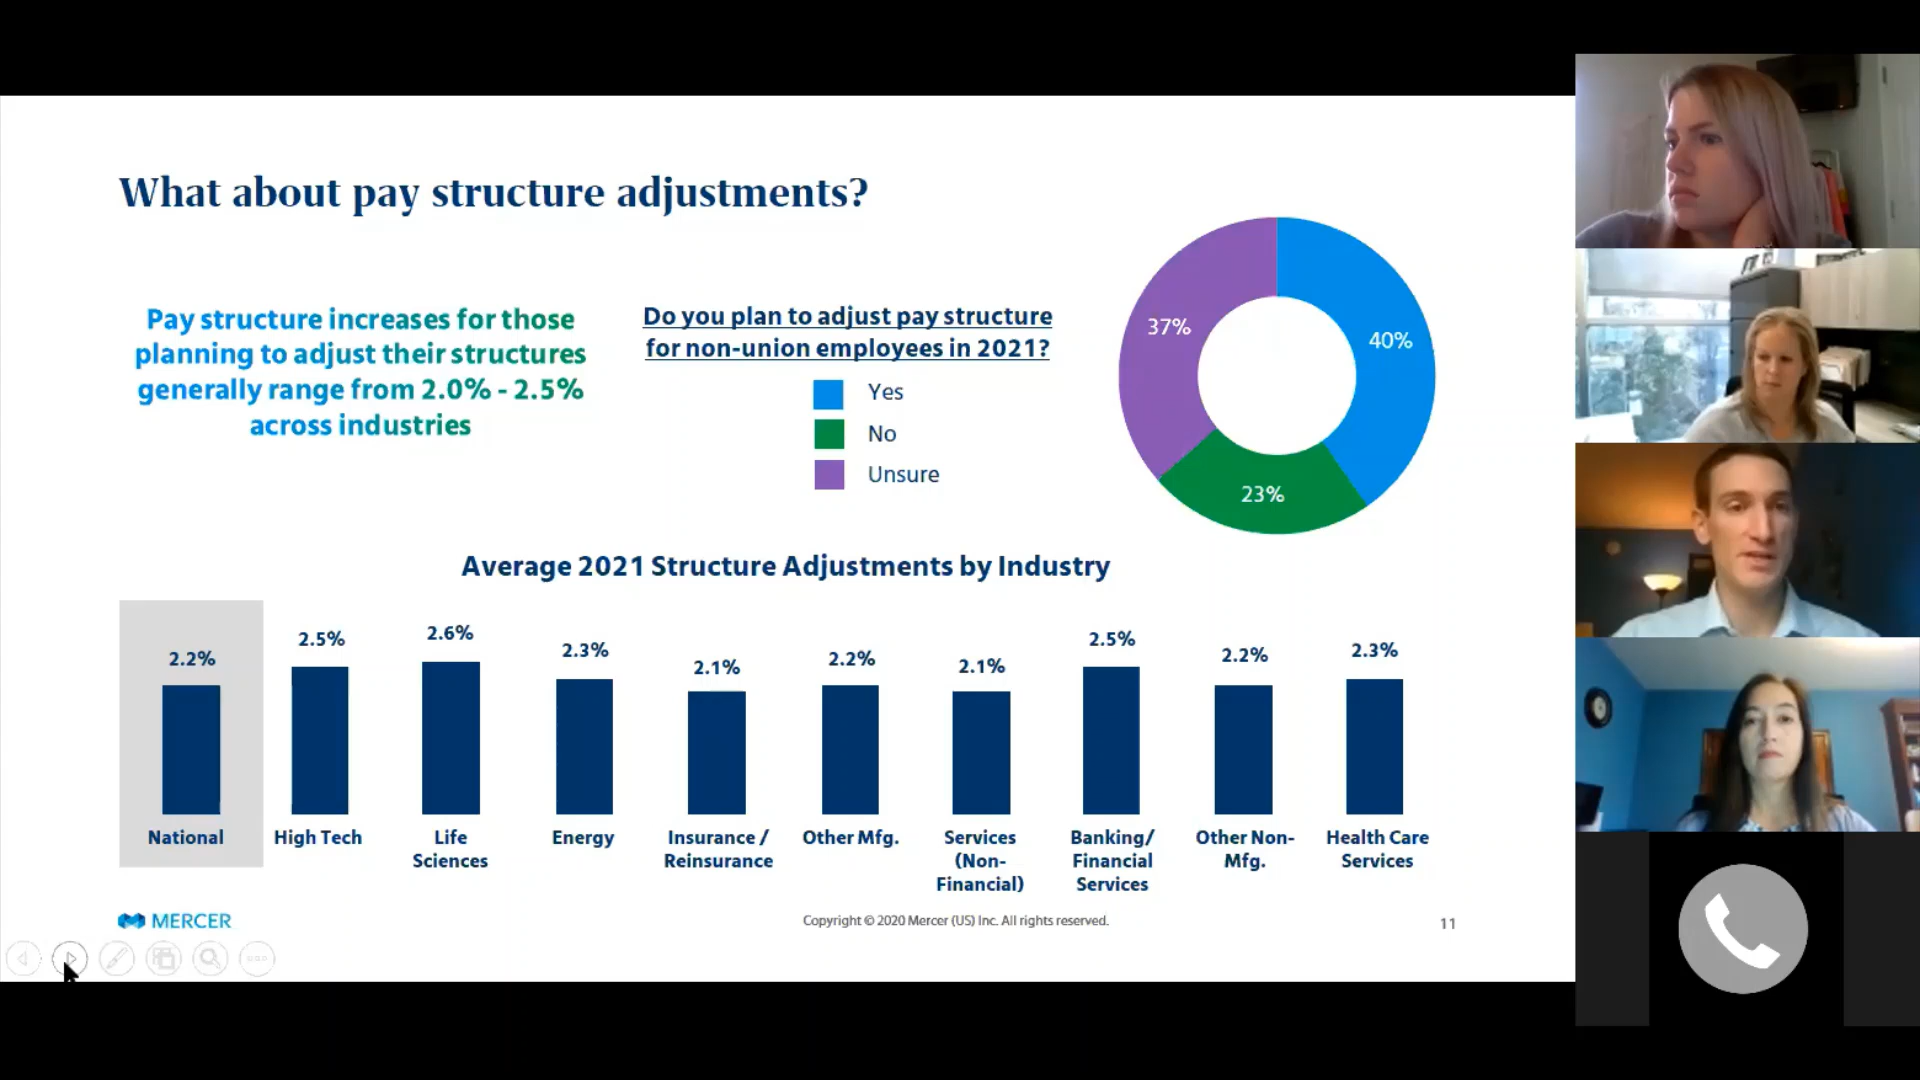 What about pay structure adjustments?
Pay structure increases for those
planning to adjust their structures
generally range from 2.0% - 2.5%
across industries
Do you plan to adjust pay structure
for non-union employees in 2021?
Yes
No
Unsure
37%
40%
23%
Average 2021 Structure Adjustments by Industry
2.2%
2.5%
2.6%
2.3%
2.1%
2.2%
2.1%
2.5%
2.2%
2.3%
National
High Tech
Life
Sciences
Energy
Insurance /
Reinsurance
Other Mfg.
Services
(Non-
Financial)
Banking/
Financial
Services
Other Non-
Mfg.
Health Care
Services
MERCER
Copyright © 2020 Mercer (US) Inc. All rights reserved.
11